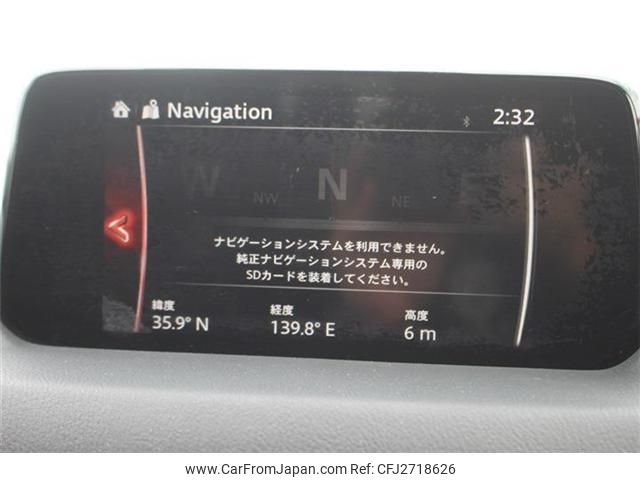 Navigation
2:32
W NW N NE E
ナビゲーションシステムを利用できません。
純正ナビゲーションシステム専用の
SDカードを装着してください。
緯度 経度 高度
35.9° N 139.8° E 6 m
www.CarFromJapan.com - CFJ2718626